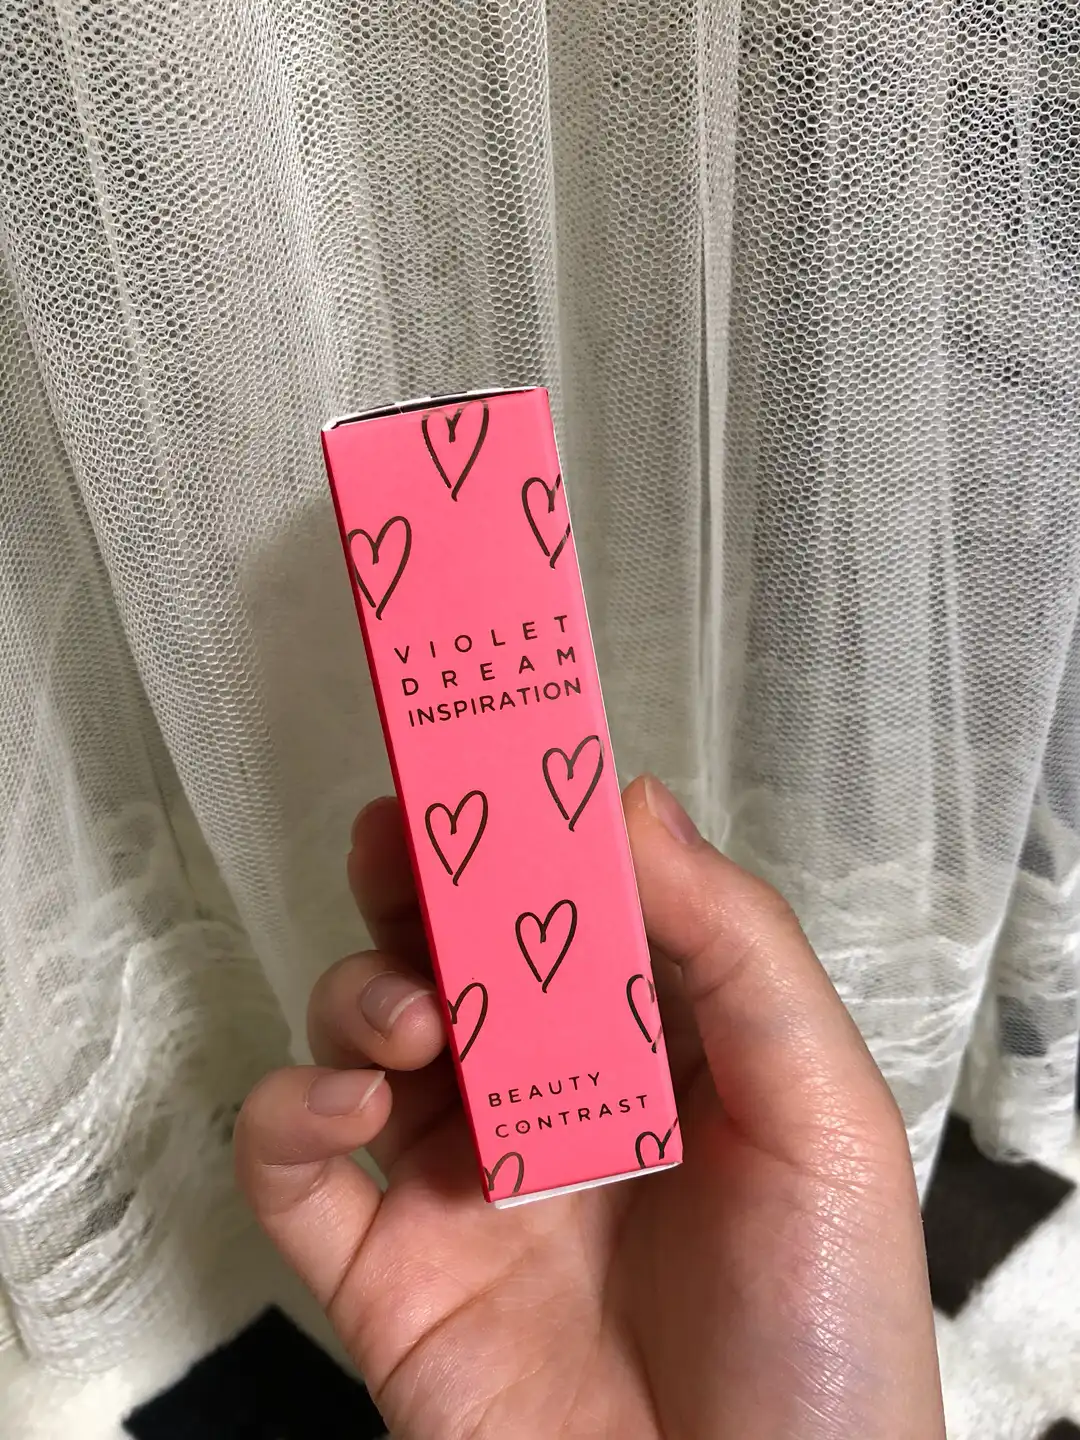 VIOLET
DREAM
INSPIRATION
BEAUTY
CONTRAST